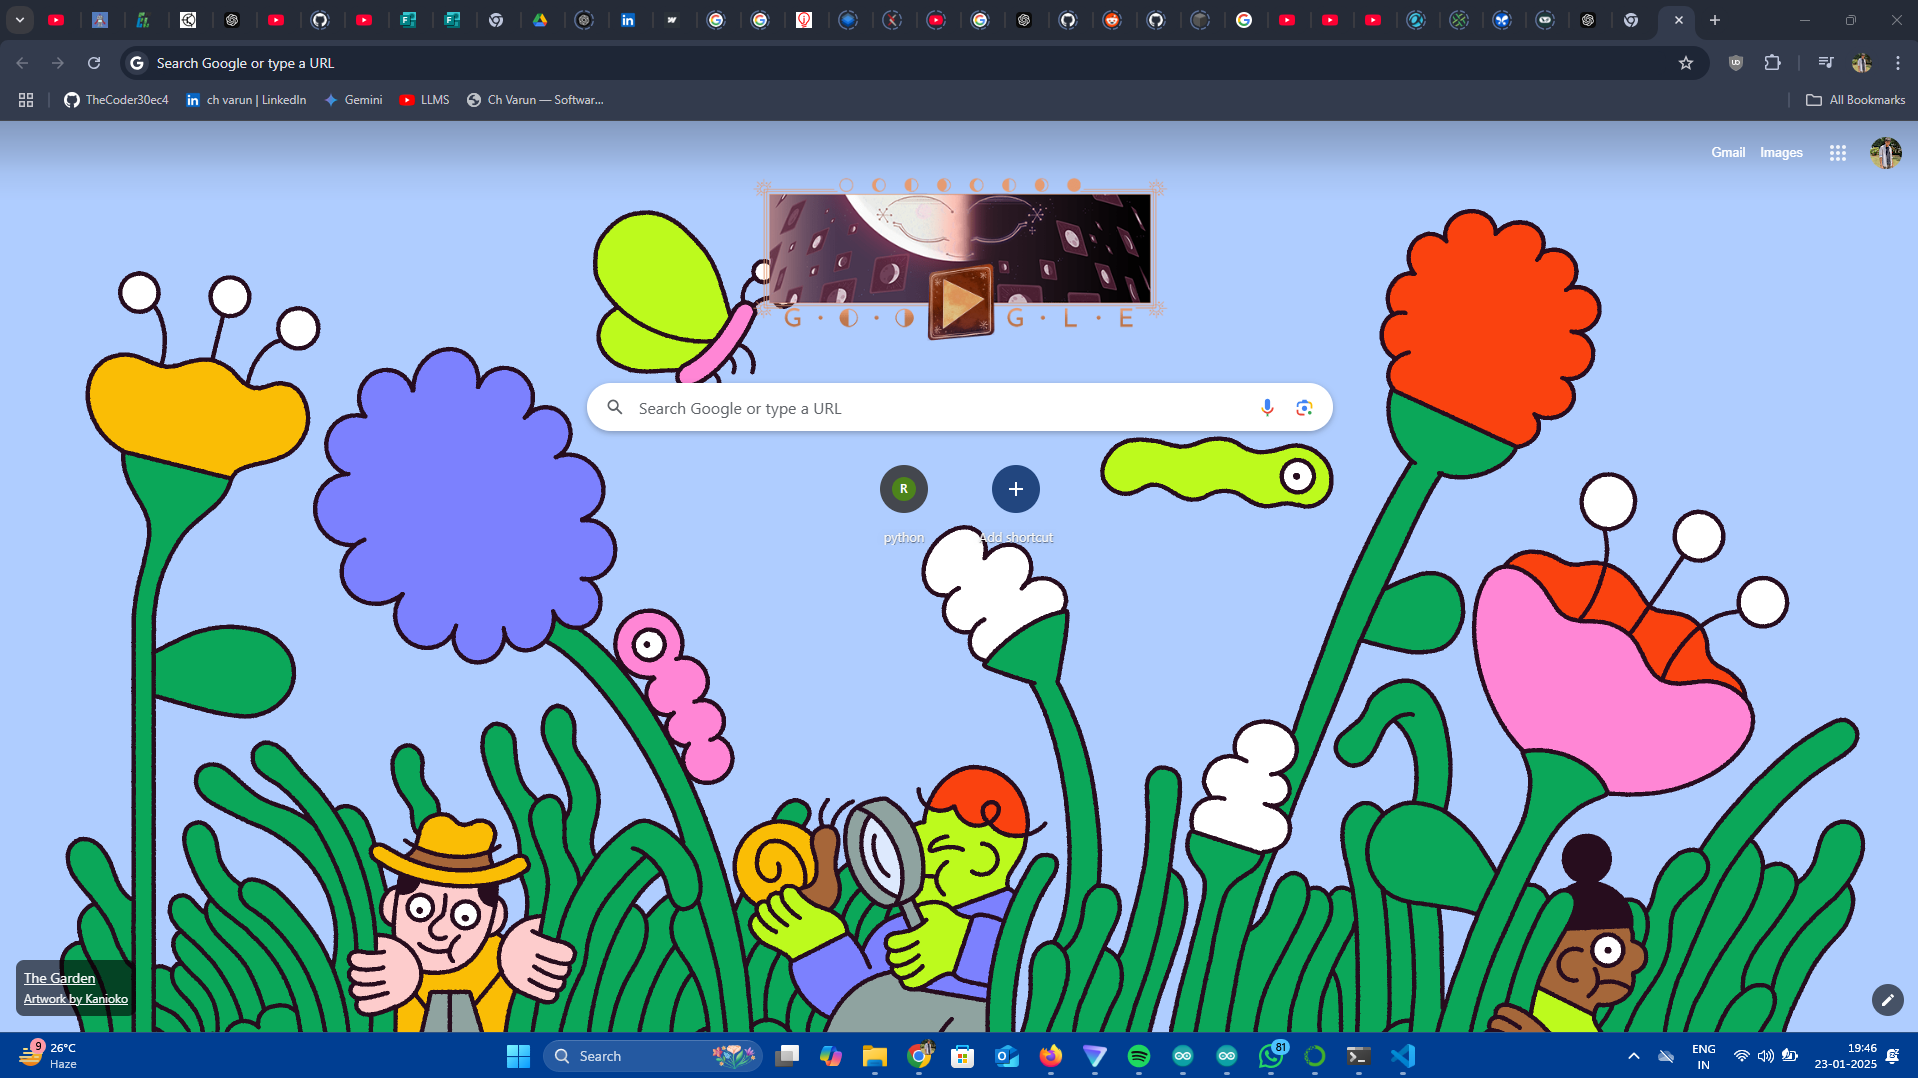 Search Google or type a URL
TheCoder30ec4
ch varun | LinkedIn
Gemini
LLMS
Ch Varun — Softwar...
All Bookmarks
Gmail
Images
G·O·O
G·L·E
Search Google or type a URL
R
python
Add shortcut
The Garden
Artwork by Kanioko
9
26°C
Haze
Search
81
ENG
IN
19:46
23-01-2025